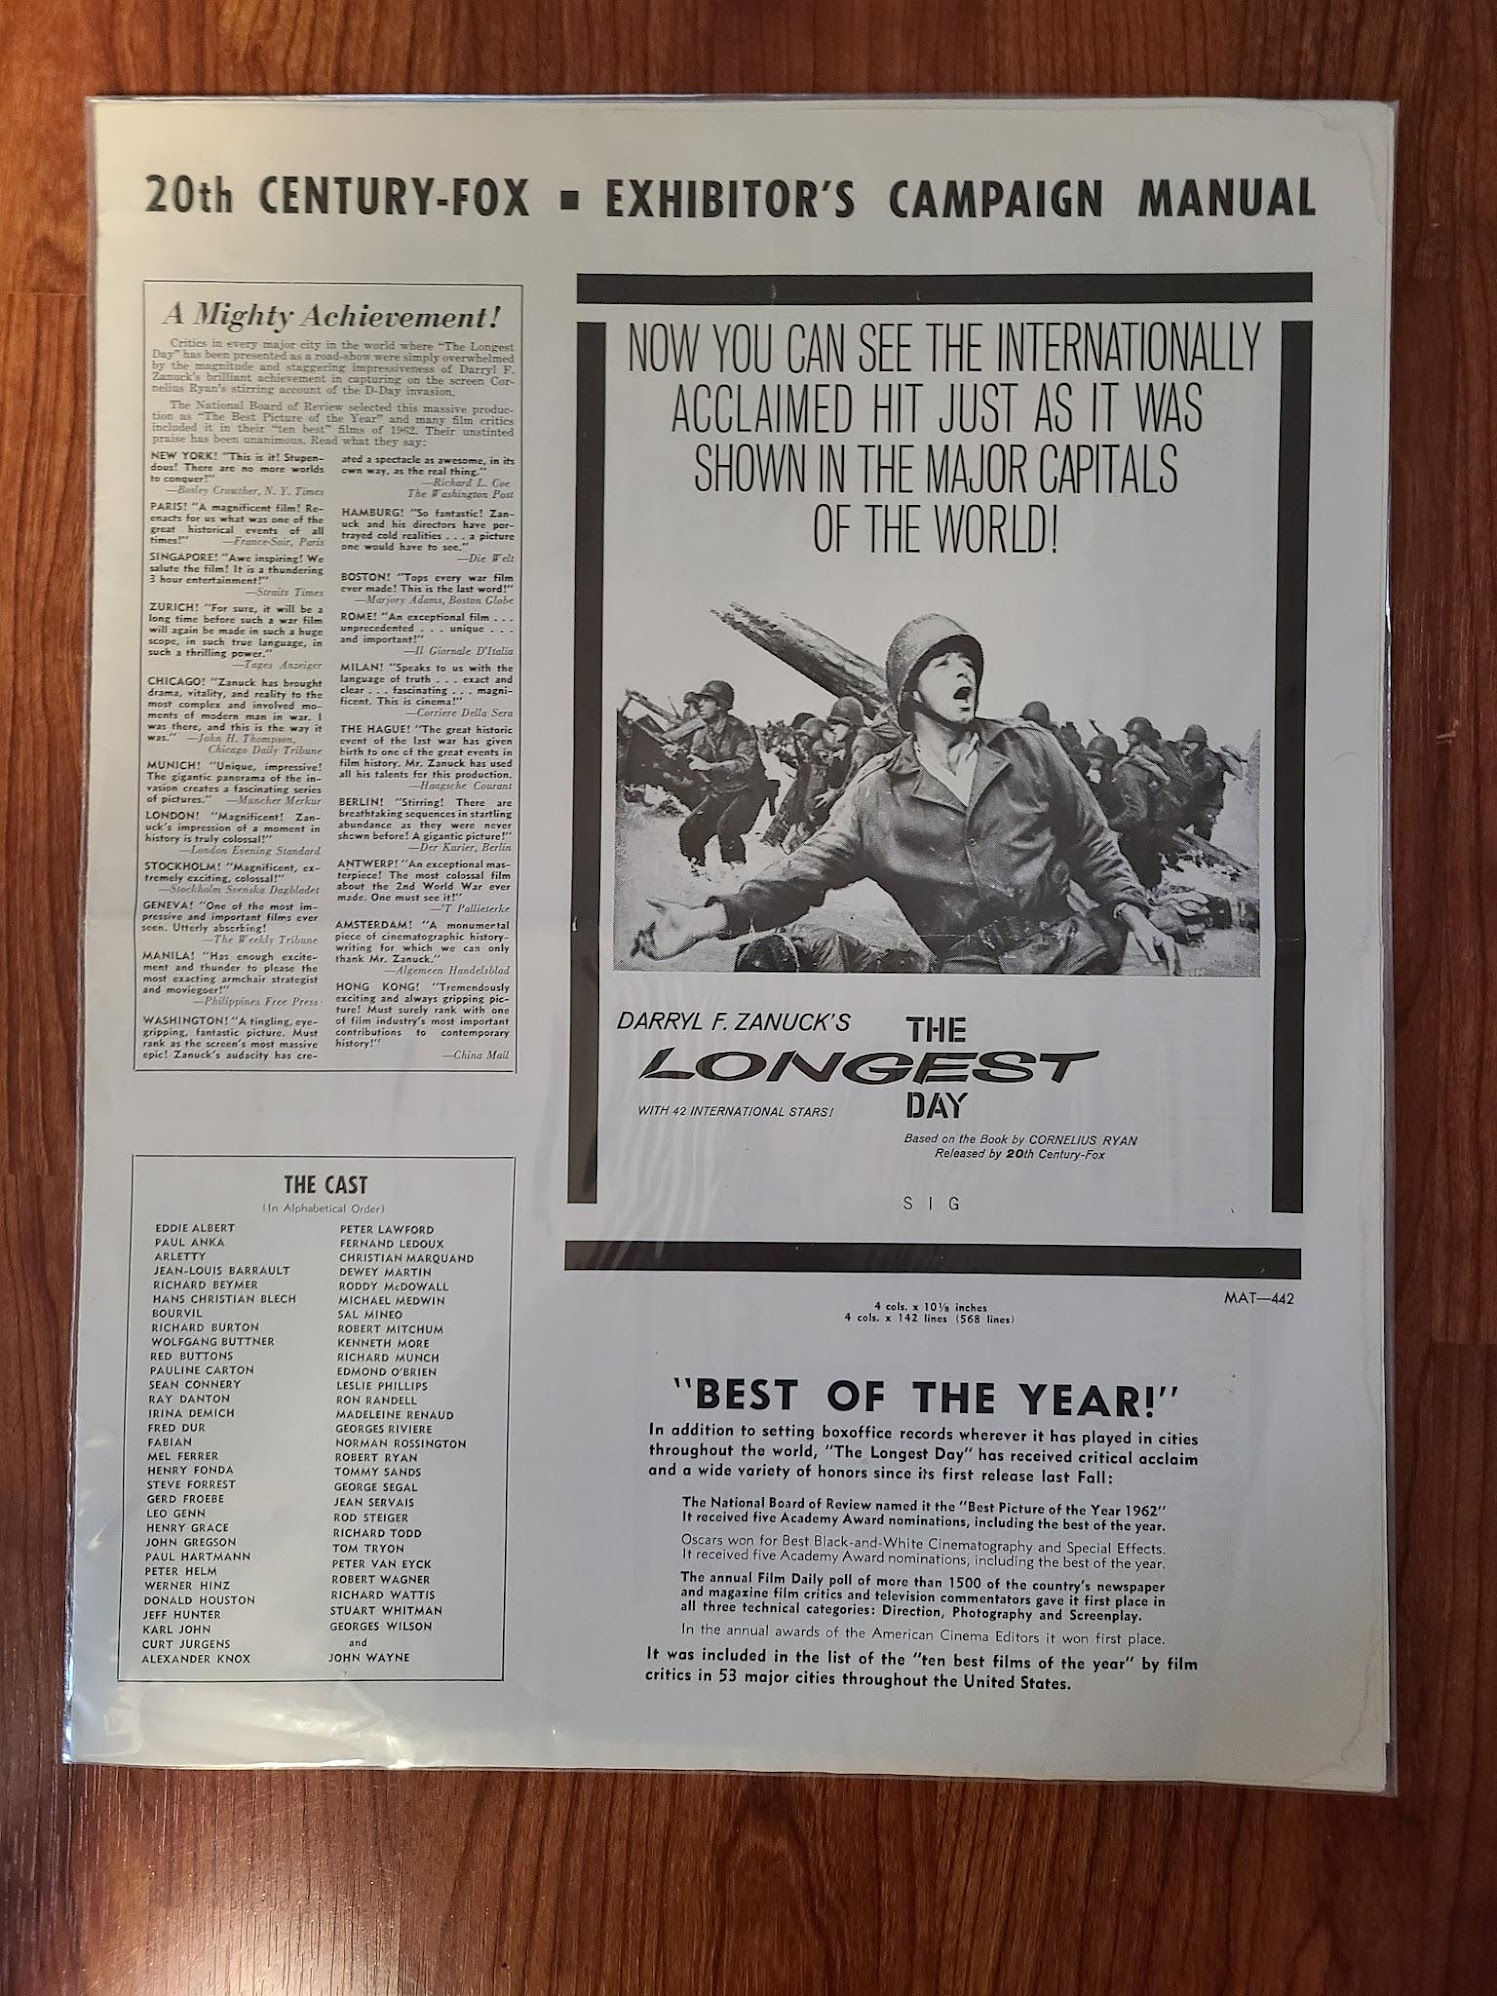 20th CENTURY-FOX ▪ EXHIBITOR'S CAMPAIGN MANUAL
A Mighty Achievement!
Critics in every major city in the world where "The Longest
Day" has been presented as a road-show were simply overwhelmed
by the magnitude and staggering impressiveness of Darryl F.
Zanuck's brilliant achievement in capturing on the screen Cor-
nelius Ryan's stirring account of the D-Day invasion.
The National Board of Review selected this massive produc-
tion as "The Best Picture of the Year" and many film critics
included it in their "ten best" films of 1962. Their unstinted
praise has been unanimous. Read what they say:
NEW YORK! "This is it! Stupen-
dous! There are no more worlds
to conquer!"
—Bosley Crowther, N. Y. Times
PARIS! "A magnificent film! Re-
enacts for us what was one of the
great historical events of all
times!" —France-Soir, Paris
SINGAPORE! "Awe inspiring! We
salute the film! It is a thundering
3 hour entertainment!"
—Straits Times
ZURICH! "For sure, it will be a
long time before such a war film
will again be made in such a huge
scope, in such true language, in
such a thrilling power."
—Tages Anzeiger
CHICAGO! "Zanuck has brought
drama, vitality, and reality to the
most complex and involved mo-
ments of modern man in war. I
was there, and this is the way it
was." —John H. Thompson,
Chicago Daily Tribune
MUNICH! "Unique, impressive!
The gigantic panorama of the in-
vasion creates a fascinating series
of pictures." —Muncher Merkur
LONDON! "Magnificent! Zan-
uck's impression of a moment in
history is truly colossal!"
—London Evening Standard
STOCKHOLM! "Magnificent, ex-
tremely exciting, colossal!"
—Stockholm Svenska Dagbladet
GENEVA! "One of the most im-
pressive and important films ever
seen. Utterly absorbing!
—The Weekly Tribune
MANILA! "Has enough excite-
ment and thunder to please the
most exacting armchair strategist
and moviegoer!"
—Philippines Free Press
WASHINGTON! "A tingling, eye-
gripping, fantastic picture. Must
rank as the screen's most massive
epic! Zanuck's audacity has cre-
ated a spectacle as awesome, in its
own way, as the real thing."
—Richard L. Coe
The Washington Post
HAMBURG! "So fantastic! Zan-
uck and his directors have por-
trayed cold realities . . . a picture
one would have to see."
—Die Welt
BOSTON! "Tops every war film
ever made! This is the last word!"
—Marjory Adams, Boston Globe
ROME! "An exceptional film . . .
unprecedented . . . unique . . .
and important!"
—Il Giornale D'Italia
MILAN! "Speaks to us with the
language of truth . . . exact and
clear . . . fascinating . . . magni-
ficent. This is cinema!"
—Corriere Della Sera
THE HAGUE! "The great historic
event of the last war has given
birth to one of the great events in
film history. Mr. Zanuck has used
all his talents for this production.
—Haagsche Courant
BERLIN! "Stirring! There are
breathtaking sequences in startling
abundance as they were never
shown before! A gigantic picture!"
—Der Kurier, Berlin
ANTWERP! "An exceptional mas-
terpiece! The most colossal film
about the 2nd World War ever
made. One must see it!"
—'T Pallieterke
AMSTERDAM! "A monumental
piece of cinematographic history-
writing for which we can only
thank Mr. Zanuck."
—Algemeen Handelsblad
HONG KONG! "Tremendously
exciting and always gripping pic-
ture! Must surely rank with one
of film industry's most important
contributions to contemporary
history!"
—China Mail
THE CAST
(In Alphabetical Order)
EDDIE ALBERT
PAUL ANKA
ARLETTY
JEAN-LOUIS BARRAULT
RICHARD BEYMER
HANS CHRISTIAN BLECH
BOURVIL
RICHARD BURTON
WOLFGANG BUTTNER
RED BUTTONS
PAULINE CARTON
SEAN CONNERY
RAY DANTON
IRINA DEMICH
FRED DUR
FABIAN
MEL FERRER
HENRY FONDA
STEVE FORREST
GERD FROEBE
LEO GENN
HENRY GRACE
JOHN GREGSON
PAUL HARTMANN
PETER HELM
WERNER HINZ
DONALD HOUSTON
JEFF HUNTER
KARL JOHN
CURT JURGENS
ALEXANDER KNOX
PETER LAWFORD
FERNAND LEDOUX
CHRISTIAN MARQUAND
DEWEY MARTIN
RODDY McDOWALL
MICHAEL MEDWIN
SAL MINEO
ROBERT MITCHUM
KENNETH MORE
RICHARD MUNCH
EDMOND O'BRIEN
LESLIE PHILLIPS
RON RANDELL
MADELEINE RENAUD
GEORGES RIVIERE
NORMAN ROSSINGTON
ROBERT RYAN
TOMMY SANDS
GEORGE SEGAL
JEAN SERVAIS
ROD STEIGER
RICHARD TODD
TOM TRYON
PETER VAN EYCK
ROBERT WAGNER
RICHARD WATTIS
STUART WHITMAN
GEORGES WILSON
and
JOHN WAYNE
NOW YOU CAN SEE THE INTERNATIONALLY
ACCLAIMED HIT JUST AS IT WAS
SHOWN IN THE MAJOR CAPITALS
OF THE WORLD!
DARRYL F. ZANUCK'S
THE
LONGEST
DAY
WITH 42 INTERNATIONAL STARS!
Based on the Book by CORNELIUS RYAN
Released by 20th Century-Fox
SIG
MAT—442
4 cols. x 10⅛ inches
4 cols. x 142 lines (568 lines)
"BEST OF THE YEAR!"
In addition to setting boxoffice records wherever it has played in cities
throughout the world, "The Longest Day" has received critical acclaim
and a wide variety of honors since its first release last Fall:
The National Board of Review named it the "Best Picture of the Year 1962"
It received five Academy Award nominations, including the best of the year.
Oscars won for Best Black-and-White Cinematography and Special Effects.
It received five Academy Award nominations, including the best of the year.
The annual Film Daily poll of more than 1500 of the country's newspaper
and magazine film critics and television commentators gave it first place in
all three technical categories: Direction, Photography and Screenplay.
In the annual awards of the American Cinema Editors it won first place.
It was included in the list of the "ten best films of the year" by film
critics in 53 major cities throughout the United States.